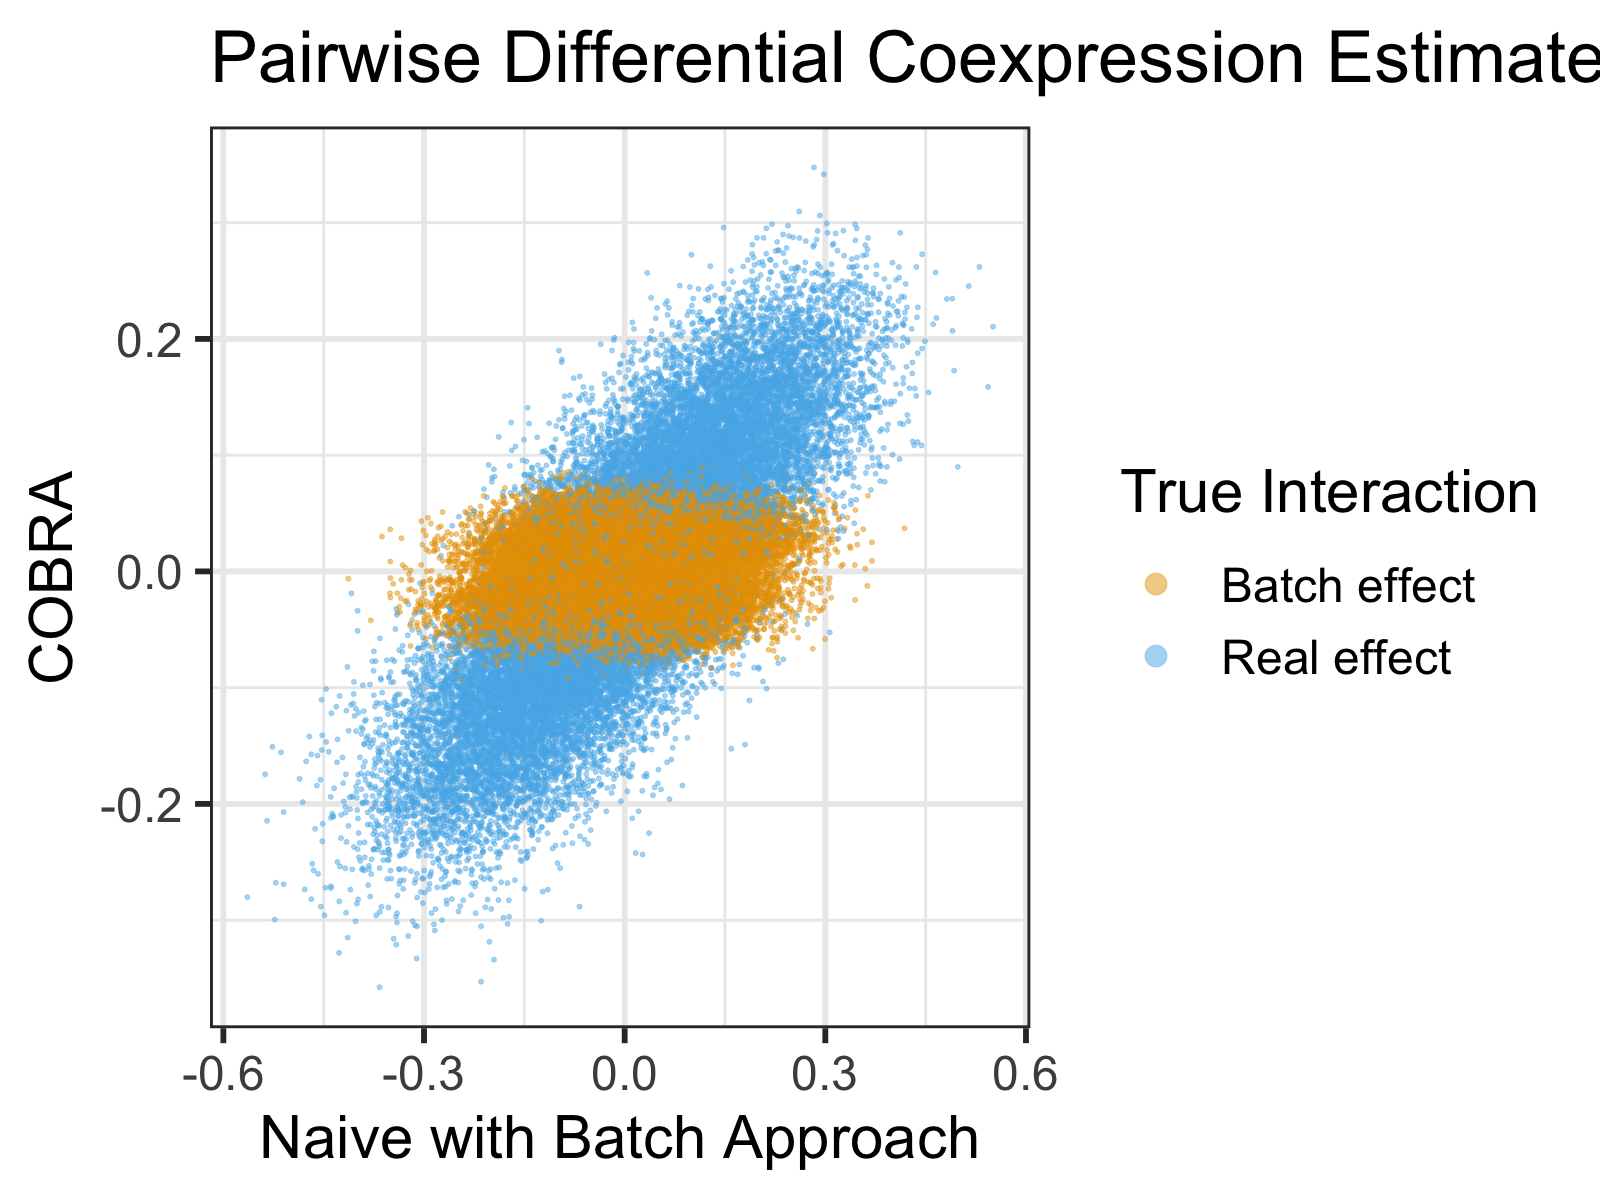 Pairwise Differential Coexpression Estimate
COBRA
0.2
0.0
-0.2
-0.6 -0.3 0.0 0.3 0.6
Naive with Batch Approach
True Interaction
Batch effect
Real effect